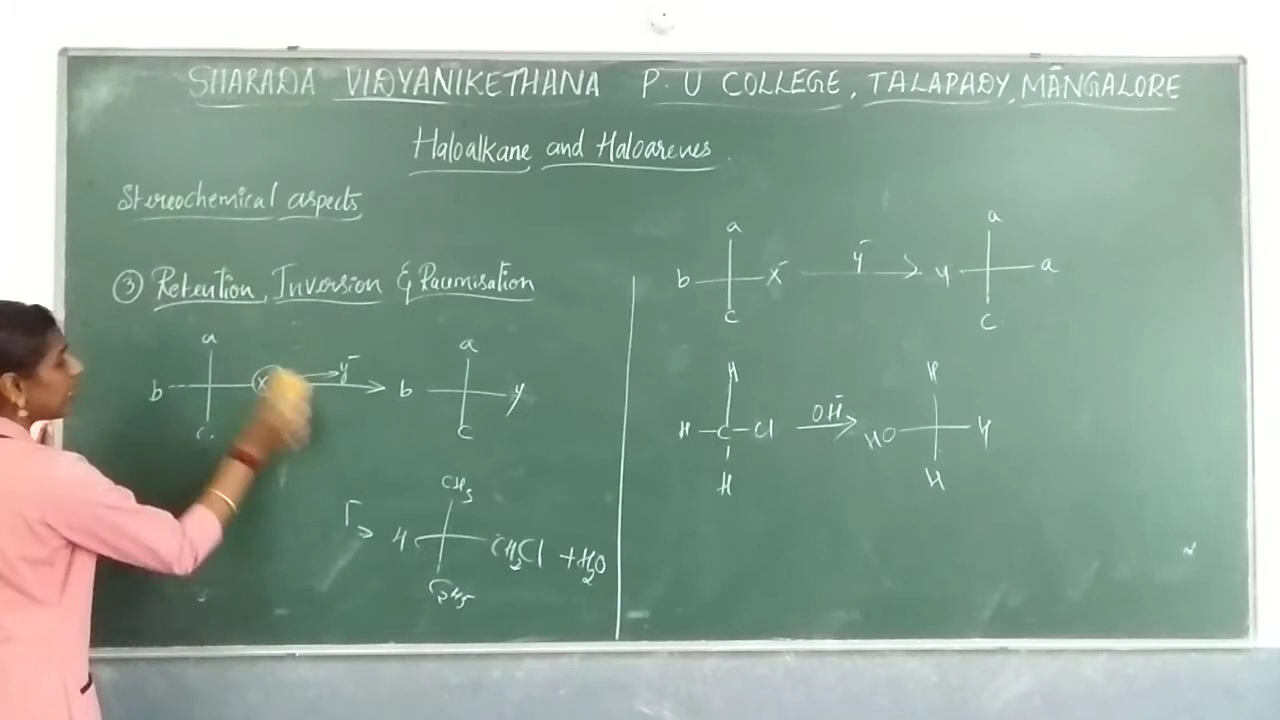 SHARADA VIDYANIKETHANA P.U COLLEGE, TALAPADY, MANGALORE
Haloalkane and Haloarenes.
Stereochemical aspects
③ Retention, Inversion & Racemisation
a
b x y⁻
c
a
b y
c
CH₃
H CH₂Cl + H₂O
C₂H₅
a
b X⁻ y⁻
c
a
y a
c
H
H - C - Cl OH⁻
H
H
HO H
H